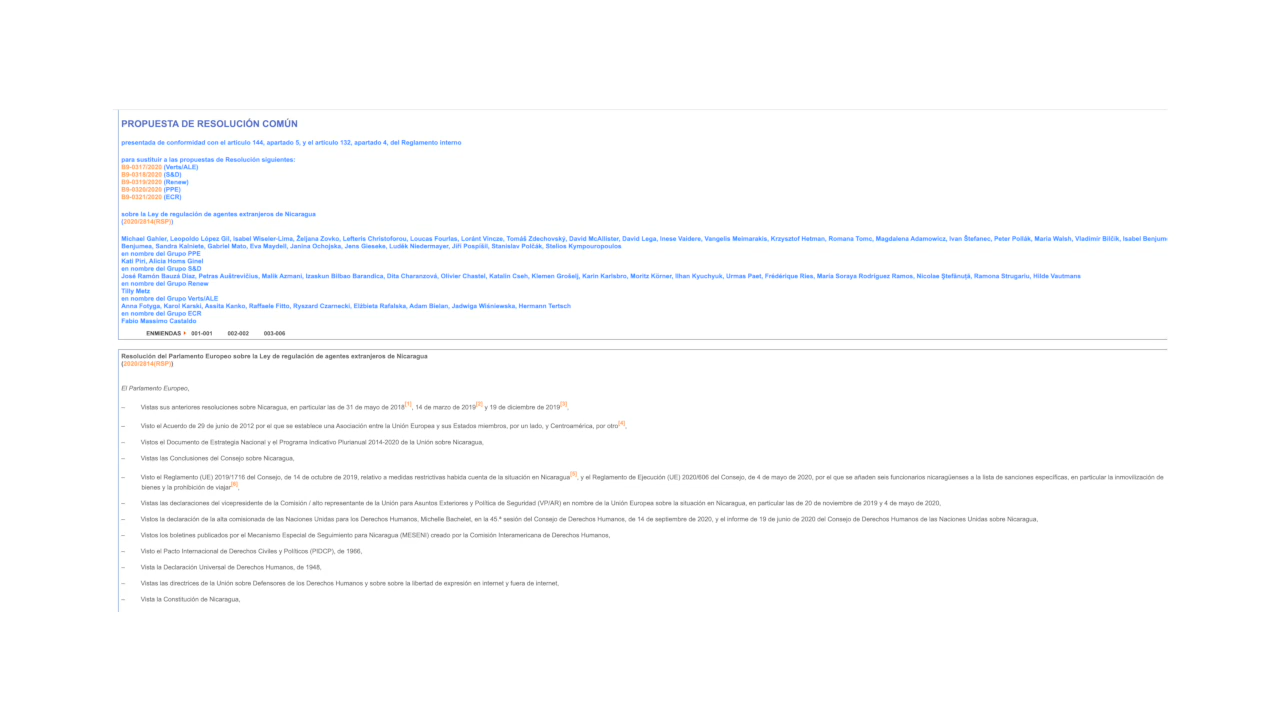 PROPUESTA DE RESOLUCIÓN COMÚN
presentada de conformidad con el artículo 144, apartado 5, y el artículo 132, apartado 4, del Reglamento interno
para sustituir a las propuestas de Resolución siguientes:
B9-0317/2020 (Verts/ALE)
B9-0318/2020 (S&D)
B9-0319/2020 (Renew)
B9-0320/2020 (PPE)
B9-0321/2020 (ECR)
sobre la Ley de regulación de agentes extranjeros de Nicaragua
(2020/2814(RSP))
Michael Gahler, Leopoldo López Gil, Isabel Wiseler-Lima, Željana Zovko, Lefteris Christoforou, Loucas Fourlas, Loránt Vincze, Tomáš Zdechovský, David McAllister, David Lega, Inese Vaidere, Vangelis Meimarakis, Krzysztof Hetman, Romana Tomc, Magdalena Adamowicz, Ivan Štefanec, Peter Pollák, Maria Walsh, Vladimír Bilčík, Isabel Benjum
Benjumea, Sandra Kalniete, Gabriel Mato, Eva Maydell, Janina Ochojska, Jens Gieseke, Luděk Niedermayer, Jiří Pospíšil, Stanislav Polčák, Stelios Kympouropoulos
en nombre del Grupo PPE
Kati Piri, Alicia Homs Ginel
en nombre del Grupo S&D
José Ramón Bauzá Díaz, Petras Auštrevičius, Malik Azmani, Izaskun Bilbao Barandica, Dita Charanzová, Olivier Chastel, Katalin Cseh, Klemen Grošelj, Karin Karlsbro, Moritz Körner, Ilhan Kyuchyuk, Urmas Paet, Frédérique Ries, María Soraya Rodríguez Ramos, Nicolae Ştefănuță, Ramona Strugariu, Hilde Vautmans
en nombre del Grupo Renew
Tilly Metz
en nombre del Grupo Verts/ALE
Anna Fotyga, Karol Karski, Assita Kanko, Raffaele Fitto, Ryszard Czarnecki, Elżbieta Rafalska, Adam Bielan, Jadwiga Wiśniewska, Hermann Tertsch
en nombre del Grupo ECR
Fabio Massimo Castaldo
ENMIENDAS 001-001 002-002 003-006
Resolución del Parlamento Europeo sobre la Ley de regulación de agentes extranjeros de Nicaragua
(2020/2814(RSP))
El Parlamento Europeo,
– Vistas sus anteriores resoluciones sobre Nicaragua, en particular las de 31 de mayo de 2018[1], 14 de marzo de 2019[2] y 19 de diciembre de 2019[3],
– Visto el Acuerdo de 29 de junio de 2012 por el que se establece una Asociación entre la Unión Europea y sus Estados miembros, por un lado, y Centroamérica, por otro[4],
– Vistos el Documento de Estrategia Nacional y el Programa Indicativo Plurianual 2014-2020 de la Unión sobre Nicaragua,
– Vistas las Conclusiones del Consejo sobre Nicaragua,
– Visto el Reglamento (UE) 2019/1716 del Consejo, de 14 de octubre de 2019, relativo a medidas restrictivas habida cuenta de la situación en Nicaragua[5], y el Reglamento de Ejecución (UE) 2020/606 del Consejo, de 4 de mayo de 2020, por el que se añaden seis funcionarios nicaragüenses a la lista de sanciones específicas, en particular la inmovilización de
bienes y la prohibición de viajar[6],
– Vistas las declaraciones del vicepresidente de la Comisión / alto representante de la Unión para Asuntos Exteriores y Política de Seguridad (VP/AR) en nombre de la Unión Europea sobre la situación en Nicaragua, en particular las de 20 de noviembre de 2019 y 4 de mayo de 2020,
– Vistos la declaración de la alta comisionada de las Naciones Unidas para los Derechos Humanos, Michelle Bachelet, en la 45.ª sesión del Consejo de Derechos Humanos, de 14 de septiembre de 2020, y el informe de 19 de junio de 2020 del Consejo de Derechos Humanos de las Naciones Unidas sobre Nicaragua,
– Vistos los boletines publicados por el Mecanismo Especial de Seguimiento para Nicaragua (MESENI) creado por la Comisión Interamericana de Derechos Humanos,
– Visto el Pacto Internacional de Derechos Civiles y Políticos (PIDCP), de 1966,
– Vista la Declaración Universal de Derechos Humanos, de 1948,
– Vistas las directrices de la Unión sobre Defensores de los Derechos Humanos y sobre sobre la libertad de expresión en internet y fuera de internet,
– Vista la Constitución de Nicaragua,